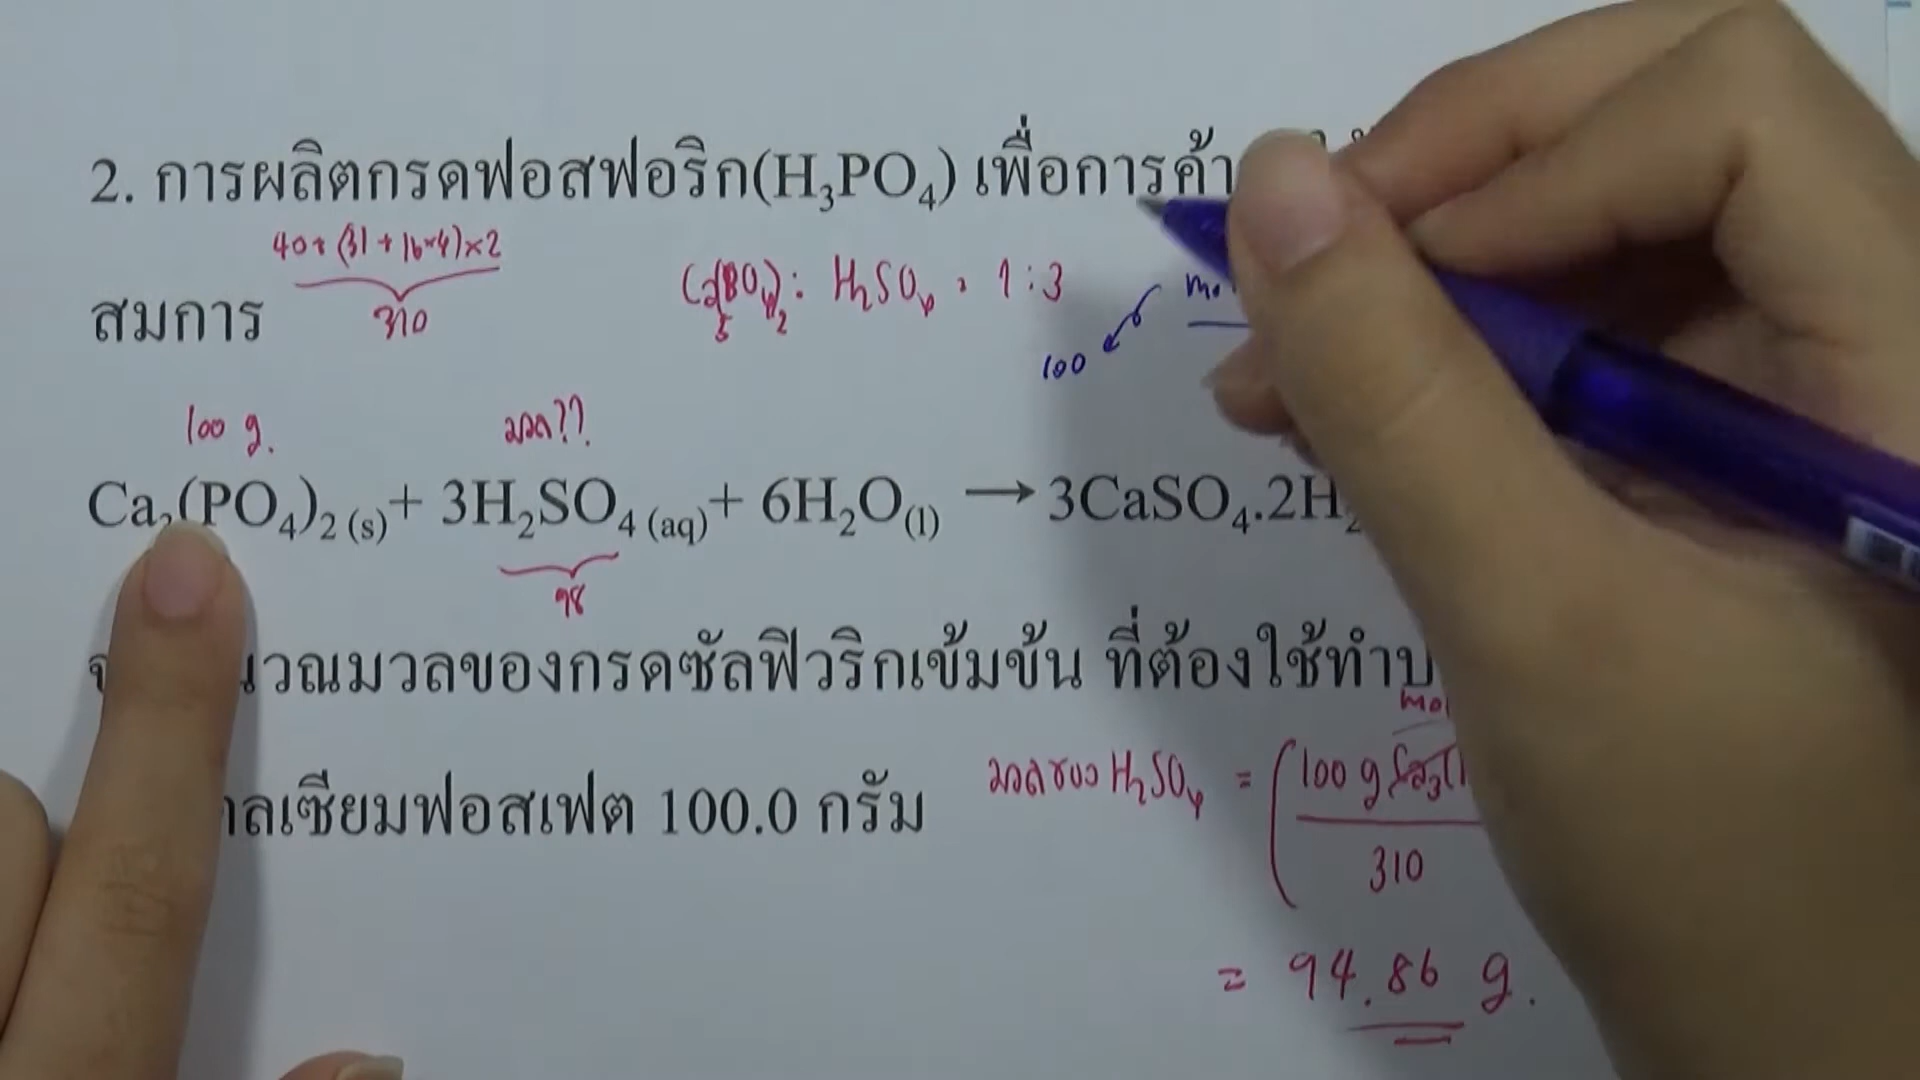 2. การผลิตกรดฟอสฟอริก(H₃PO₄) เพื่อการค้า
40+(31+16×4)×2
310
สมการ
: H₂SO₄ = 1:3
100
100 g.
มวล??
Ca₃(PO₄)₂ (s)+ 3H₂SO₄ (aq)+ 6H₂O(l) → 3CaSO₄.2H₂
98
วณมวลของกรดซัลฟิวริกเข้มข้น ที่ต้องใช้ทำ
mol
มวลของ H₂SO₄ = (100 g Ca₃(
310
าลเซียมฟอสเฟต 100.0 กรัม
= 94.86 g.